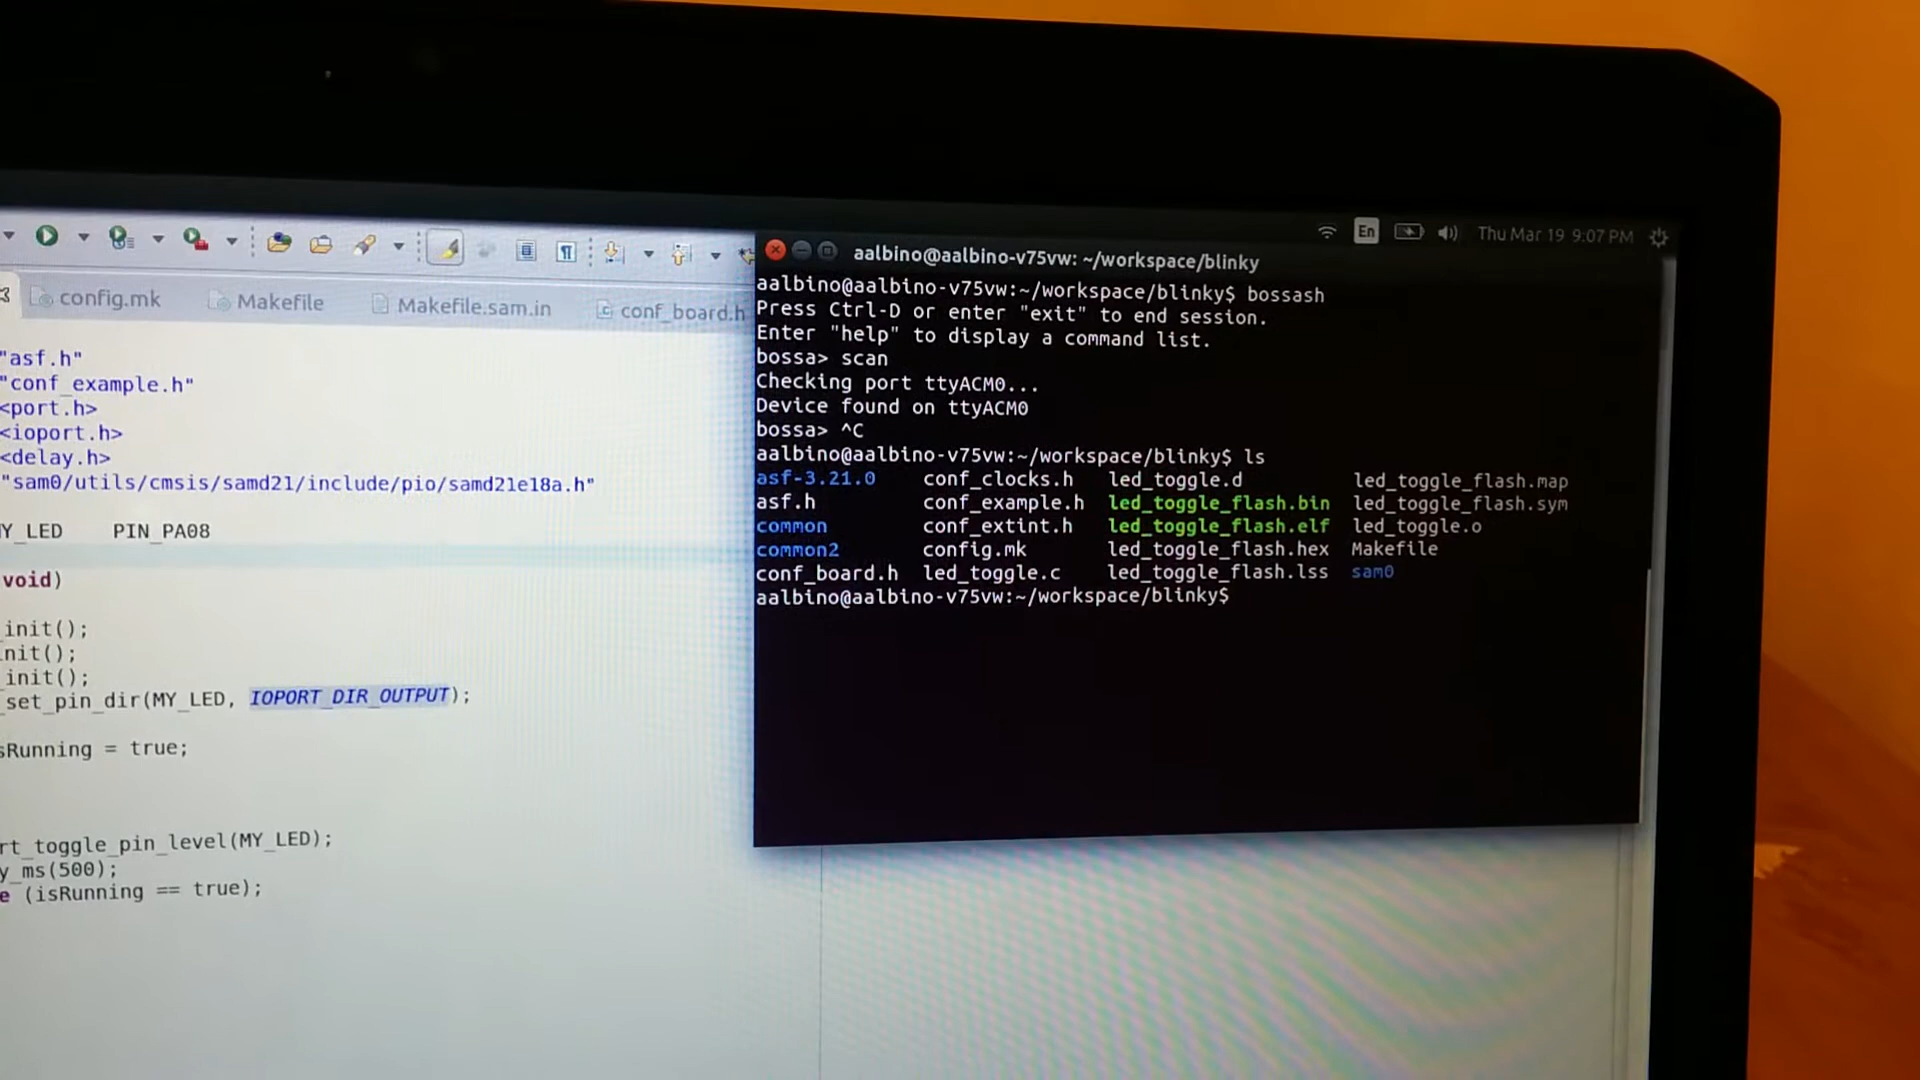 En Thu Mar 19 9:07 PM
aalbino@aalbino-v75vw: ~/workspace/blinky
config.mk Makefile Makefile.sam.in conf_board.h
"asf.h"
"conf_example.h"
<port.h>
<ioport.h>
<delay.h>
"sam0/utils/cmsis/samd21/include/pio/samd21e18a.h"
MY_LED PIN_PA08
void)
_init();
init();
_init();
_set_pin_dir(MY_LED, IOPORT_DIR_OUTPUT);
isRunning = true;
rt_toggle_pin_level(MY_LED);
y_ms(500);
e (isRunning == true);
aalbino@aalbino-v75vw:~/workspace/blinky$ bossash
Press Ctrl-D or enter "exit" to end session.
Enter "help" to display a command list.
bossa> scan
Checking port ttyACM0...
Device found on ttyACM0
bossa> ^C
aalbino@aalbino-v75vw:~/workspace/blinky$ ls
asf-3.21.0 conf_clocks.h led_toggle.d led_toggle_flash.map
asf.h conf_example.h led_toggle_flash.bin led_toggle_flash.sym
common conf_extint.h led_toggle_flash.elf led_toggle.o
common2 config.mk led_toggle_flash.hex Makefile
conf_board.h led_toggle.c led_toggle_flash.lss sam0
aalbino@aalbino-v75vw:~/workspace/blinky$